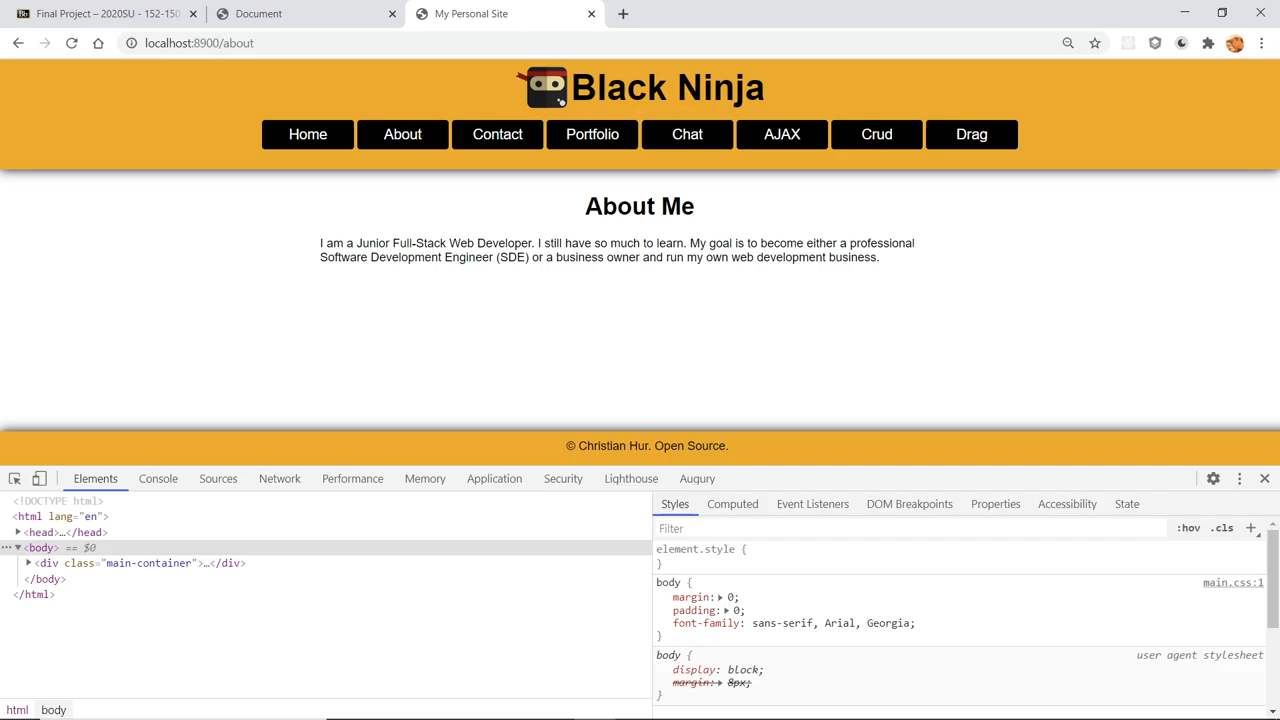 Final Project – 2020SU - 152-150
Document
My Personal Site
localhost:8900/about
Black Ninja
Home About Contact Portfolio Chat AJAX Crud Drag
About Me
I am a Junior Full-Stack Web Developer. I still have so much to learn. My goal is to become either a professional
Software Development Engineer (SDE) or a business owner and run my own web development business.
© Christian Hur. Open Source.
Elements Console Sources Network Performance Memory Application Security Lighthouse Augury
<!DOCTYPE html>
<html lang="en">
<head>…</head>
<body> == $0
<div class="main-container">…</div>
</body>
</html>
html body
Styles Computed Event Listeners DOM Breakpoints Properties Accessibility State
Filter :hov .cls
element.style {
}
body { main.css:1
margin: 0;
padding: 0;
font-family: sans-serif, Arial, Georgia;
}
body { user agent stylesheet
display: block;
margin: 8px;
}